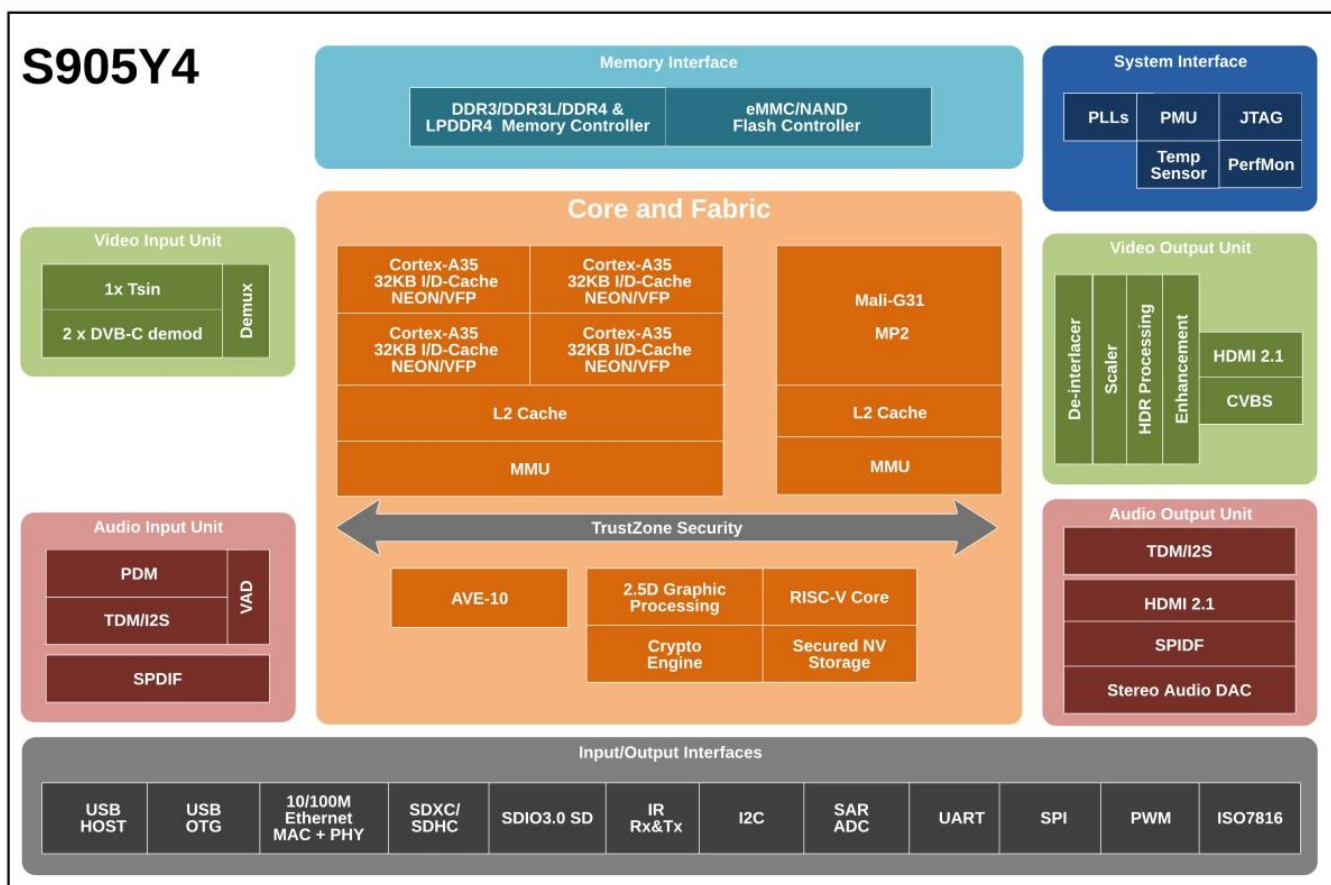 S905Y4
Memory Interface
DDR3/DDR3L/DDR4 &
LPDDR4 Memory Controller
eMMC/NAND
Flash Controller
System Interface
PLLs
PMU
JTAG
Temp
Sensor
PerfMon
Video Input Unit
1x Tsin
2 x DVB-C demod
Demux
Core and Fabric
Cortex-A35
32KB I/D-Cache
NEON/VFP
Cortex-A35
32KB I/D-Cache
NEON/VFP
Cortex-A35
32KB I/D-Cache
NEON/VFP
Cortex-A35
32KB I/D-Cache
NEON/VFP
L2 Cache
MMU
Mali-G31
MP2
L2 Cache
MMU
TrustZone Security
AVE-10
2.5D Graphic
Processing
RISC-V Core
Crypto
Engine
Secured NV
Storage
Video Output Unit
De-interlacer
Scaler
HDR Processing
Enhancement
HDMI 2.1
CVBS
Audio Input Unit
PDM
TDM/I2S
VAD
SPDIF
Audio Output Unit
TDM/I2S
HDMI 2.1
SPIDF
Stereo Audio DAC
Input/Output Interfaces
USB
HOST
USB
OTG
10/100M
Ethernet
MAC + PHY
SDXC/
SDHC
SDIO3.0 SD
IR
Rx&Tx
I2C
SAR
ADC
UART
SPI
PWM
ISO7816